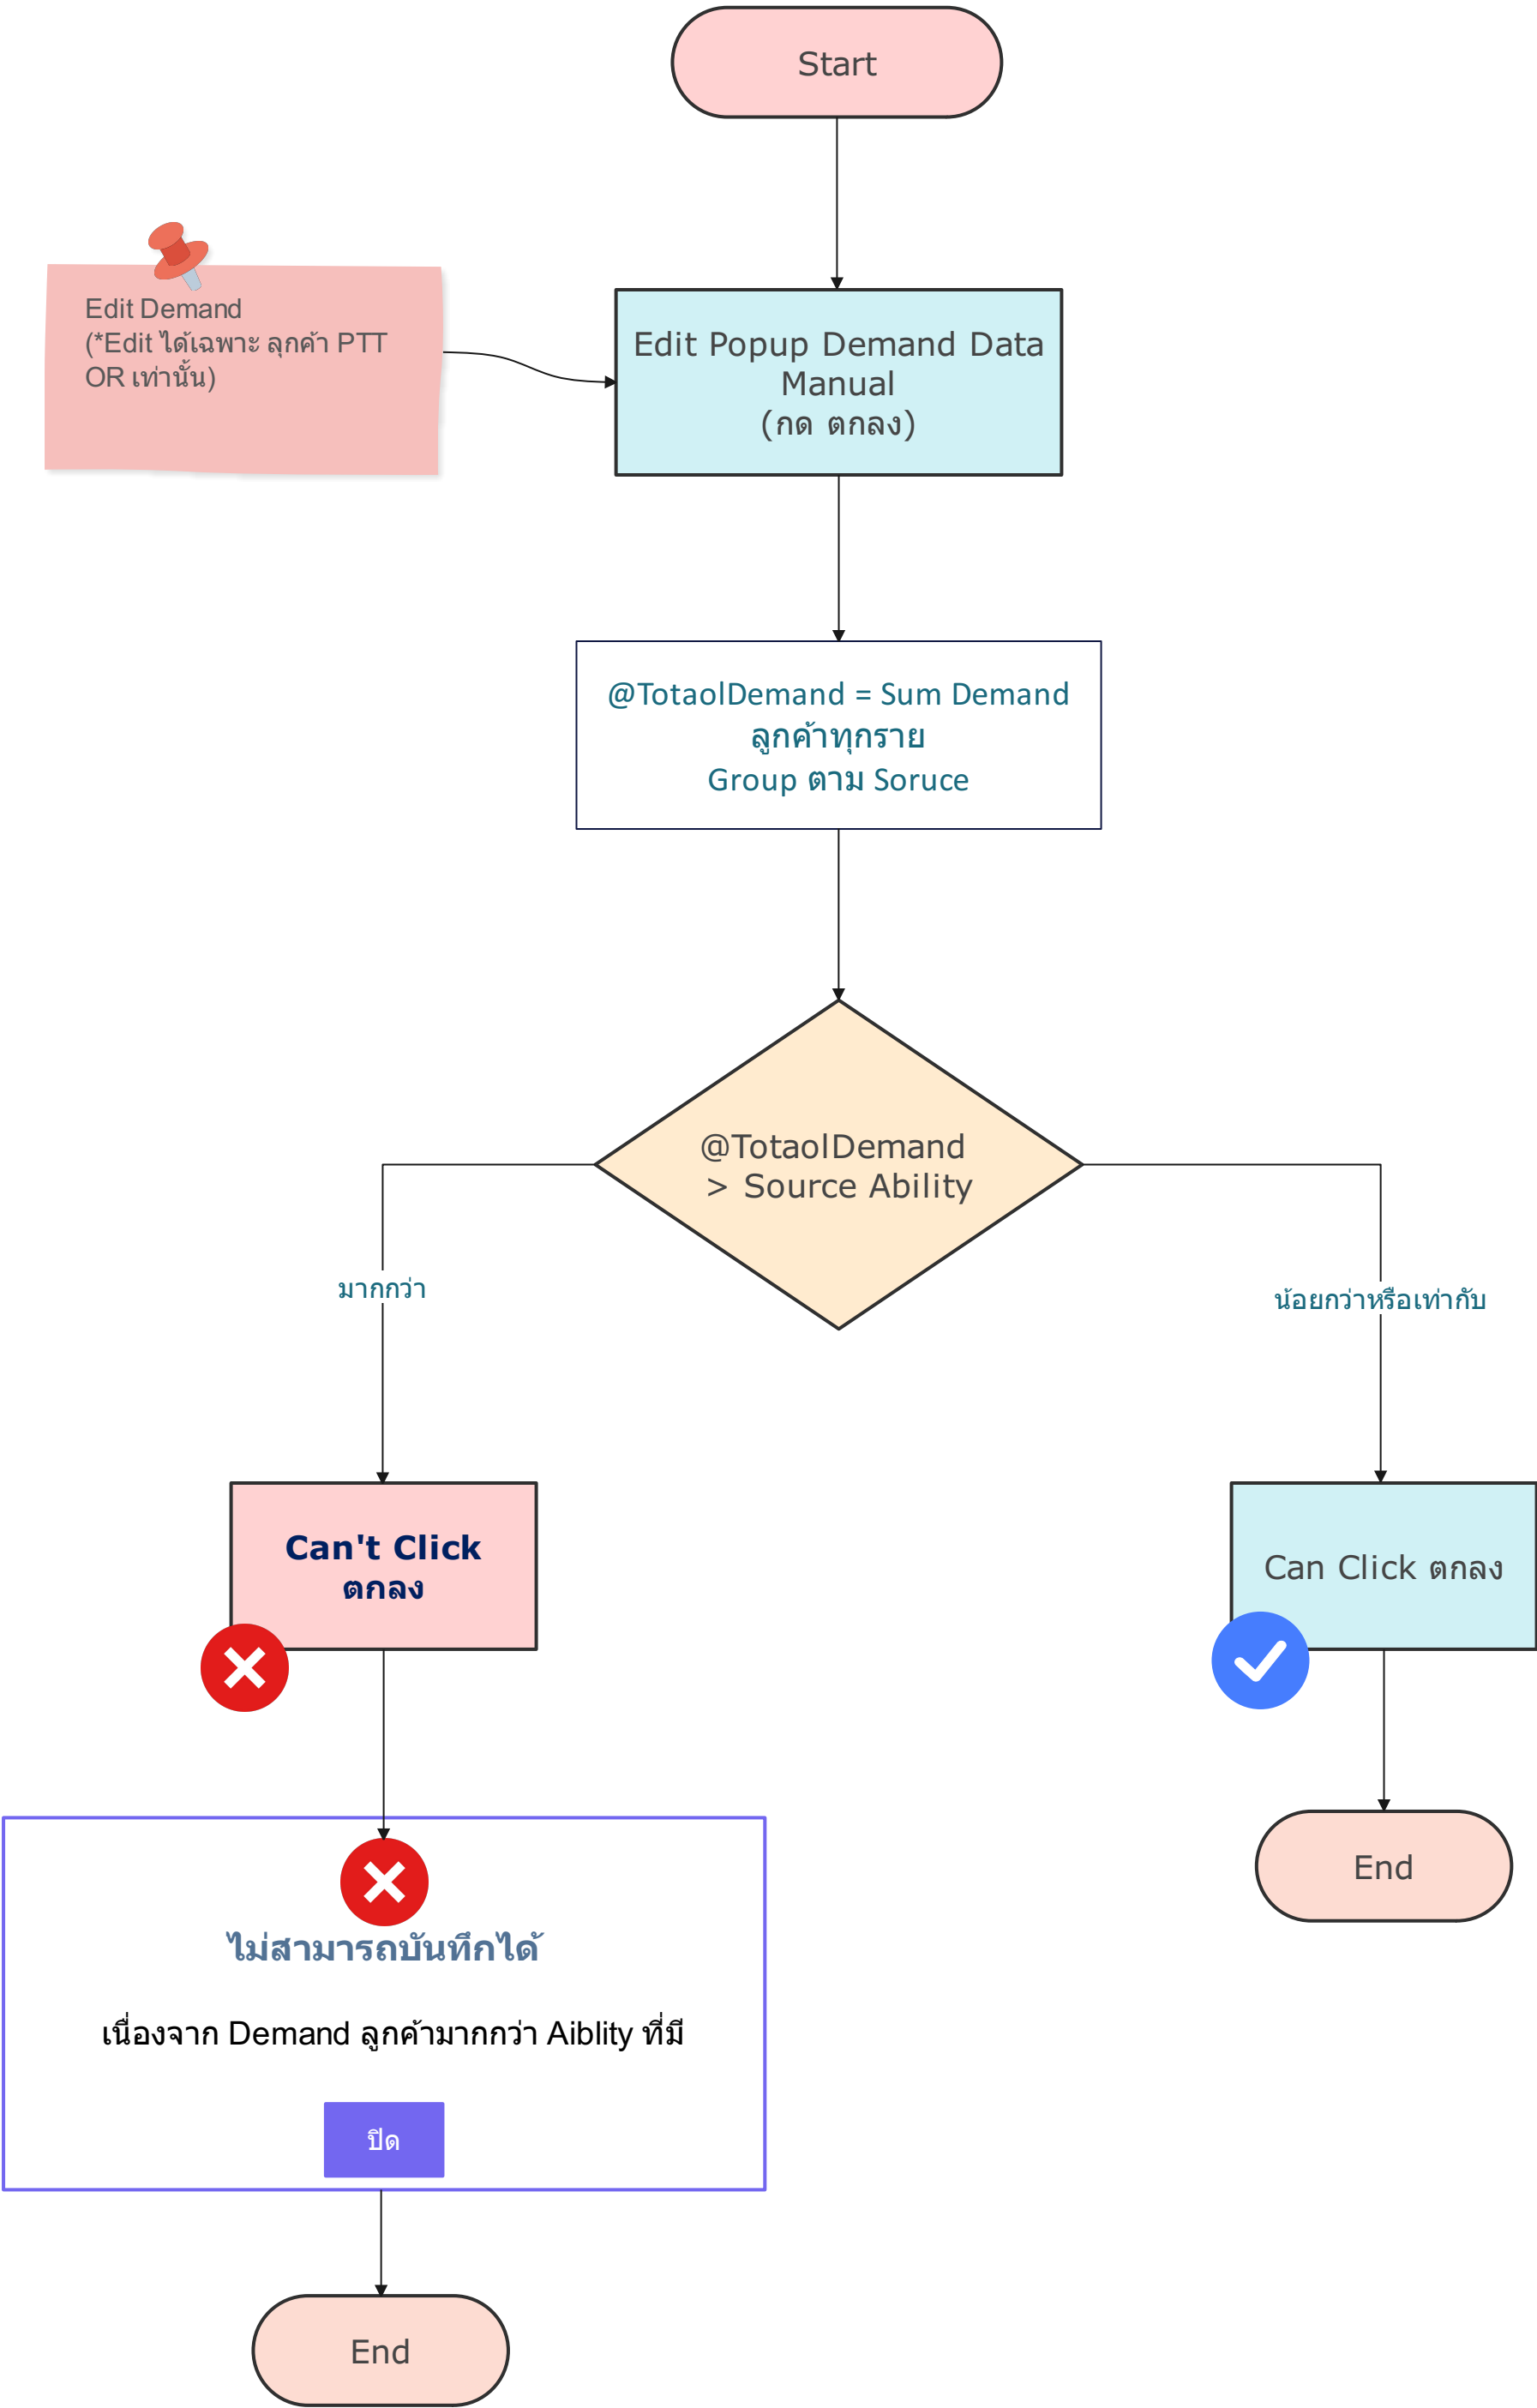 Start
Edit Demand
(*Edit ได้เฉพาะ ลุกค้า PTT
OR เท่านั้น)
Edit Popup Demand Data
Manual
(กด ตกลง)
@TotaolDemand = Sum Demand
ลูกค้าทุกราย
Group ตาม Soruce
@TotaolDemand
> Source Ability
มากกว่า
น้อยกว่าหรือเท่ากับ
Can't Click
ตกลง
Can Click ตกลง
ไม่สามารถบันทึกได้
เนื่องจาก Demand ลูกค้ามากกว่า Aiblity ที่มี
ปิด
End
End